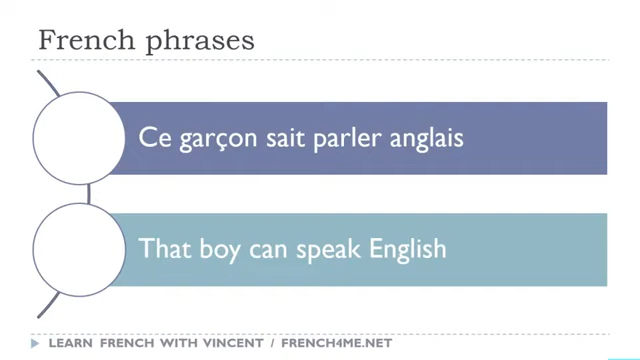 French phrases
Ce garçon sait parler anglais
That boy can speak English
LEARN FRENCH WITH VINCENT / FRENCH4ME.NET